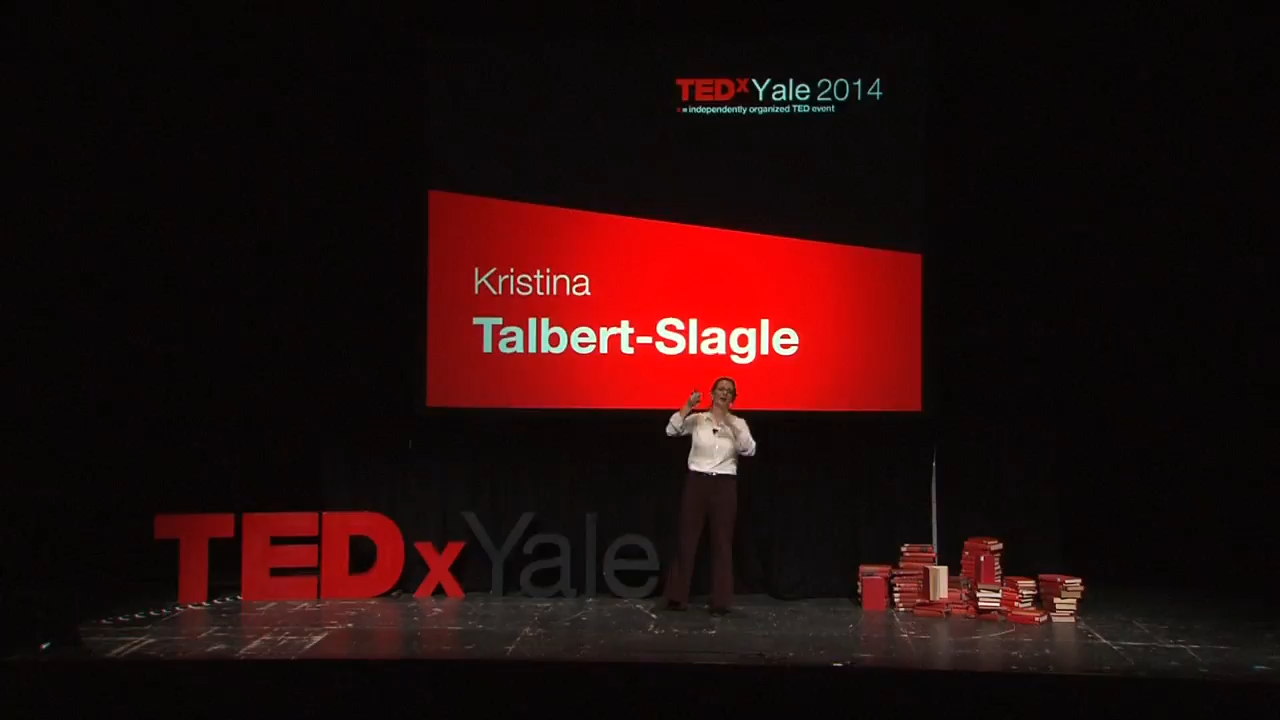 TEDxYale 2014
x = independently organized TED event
Kristina
Talbert-Slagle
TEDxYale